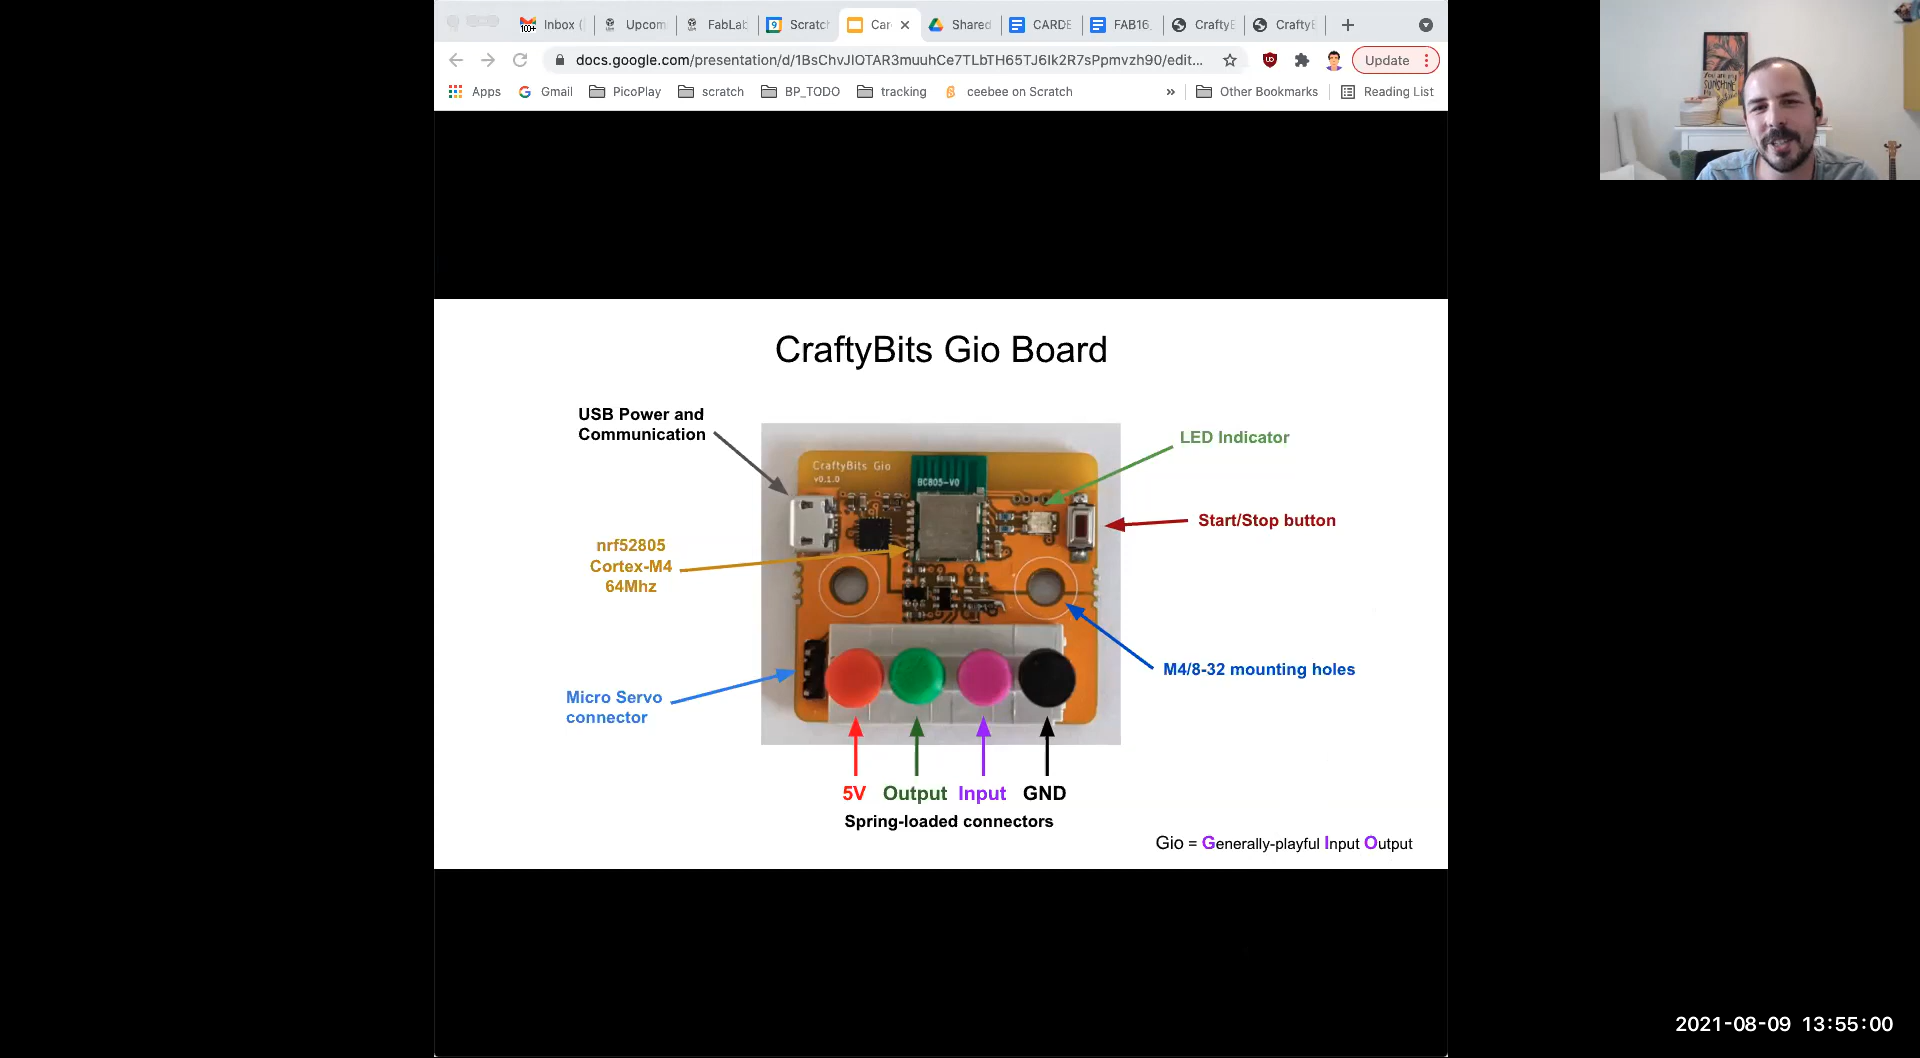 Inbox (
Upcom
FabLab
Scratch
Car
Shared
CARDE
FAB16_
CraftyB
CraftyB
docs.google.com/presentation/d/1BsChvJIOTAR3muuhCe7TLbTH65TJ6Ik2R7sPpmvzh90/edit...
Update
Apps
Gmail
PicoPlay
scratch
BP_TODO
tracking
ceebee on Scratch
»
Other Bookmarks
Reading List
CraftyBits Gio Board
USB Power and
Communication
LED Indicator
CraftyBits Gio
v0.1.0
BC805-V0
Start/Stop button
nrf52805
Cortex-M4
64Mhz
M4/8-32 mounting holes
Micro Servo
connector
5V Output Input GND
Spring-loaded connectors
Gio = Generally-playful Input Output
2021-08-09 13:55:00